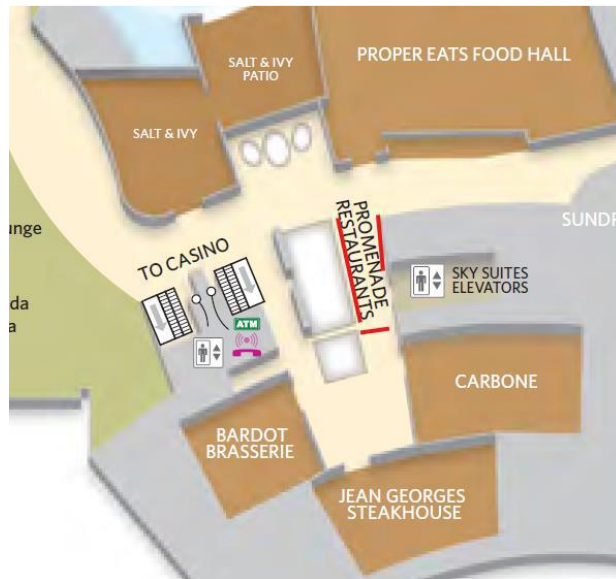 SALT & IVY
PATIO
PROPER EATS FOOD HALL
SALT & IVY
PROMENADE
RESTAURANTS
TO CASINO
SKY SUITES
ELEVATORS
ATM
CARBONE
BARDOT
BRASSERIE
JEAN GEORGES
STEAKHOUSE